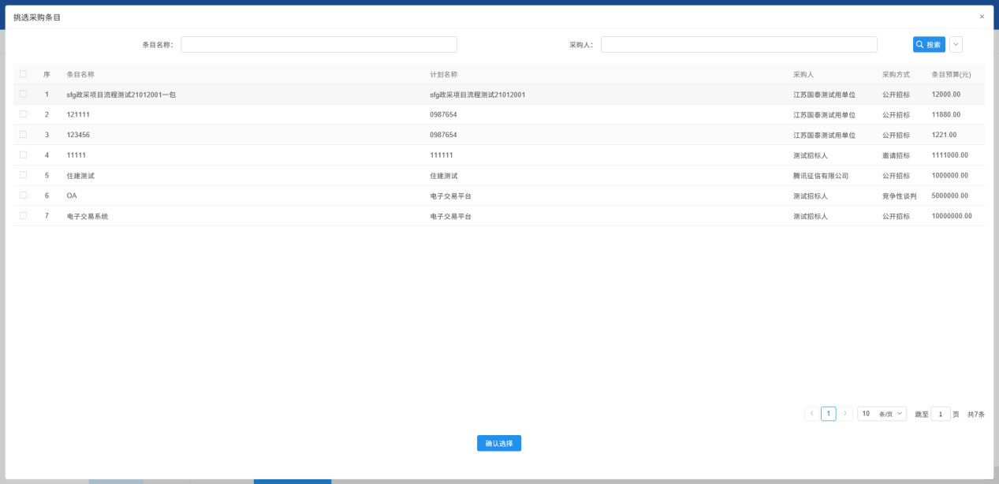 挑选采购条目 ×
条目名称: 采购人: 搜索
序 条目名称 计划名称 采购人 采购方式 条目预算(元)
1 sfg政采项目流程测试21012001一包 sfg政采项目流程测试21012001 江苏国泰测试用单位 公开招标 12000.00
2 121111 0987654 江苏国泰测试用单位 公开招标 11880.00
3 123456 0987654 江苏国泰测试用单位 公开招标 1221.00
4 11111 111111 测试招标人 邀请招标 1111000.00
5 住建测试 住建测试 腾讯征信有限公司 公开招标 1000000.00
6 OA 电子交易平台 测试招标人 竞争性谈判 5000000.00
7 电子交易系统 电子交易平台 测试招标人 公开招标 10000000.00
1 10 条/页 跳至 1 页 共7条
确认选择